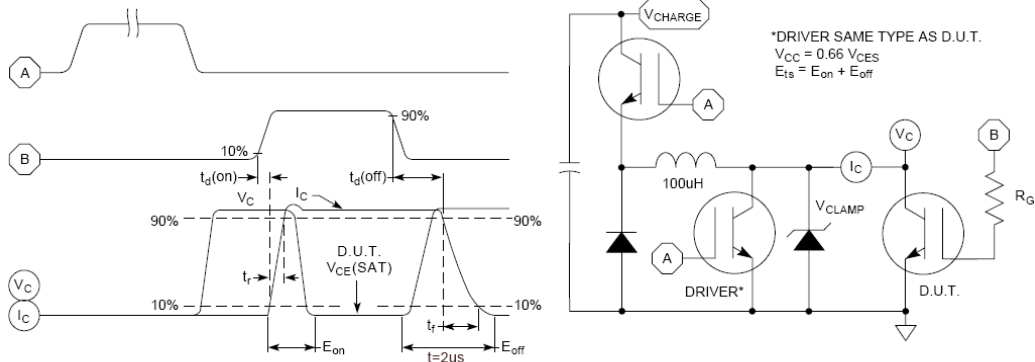 A
B
10%
90%
td(on)
td(off)
VC
IC
90%
90%
D.U.T.
VCE(SAT)
tr
VC
10%
10%
IC
tf
Eon
Eoff
t=2us
VCHARGE
*DRIVER SAME TYPE AS D.U.T.
VCC = 0.66 VCES
Ets = Eon + Eoff
A
VC
B
IC
100uH
RG
VCLAMP
A
DRIVER*
D.U.T.